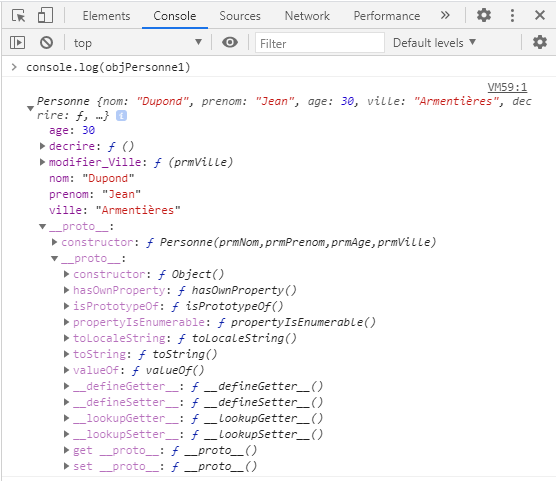 Elements Console Sources Network Performance »
top Filter Default levels
> console.log(objPersonne1)
VM59:1
Personne {nom: "Dupond", prenom: "Jean", age: 30, ville: "Armentières", dec
rire: ƒ, …} i
age: 30
decrire: ƒ ()
modifier_Ville: ƒ (prmVille)
nom: "Dupond"
prenom: "Jean"
ville: "Armentières"
__proto__:
constructor: ƒ Personne(prmNom,prmPrenom,prmAge,prmVille)
__proto__:
constructor: ƒ Object()
hasOwnProperty: ƒ hasOwnProperty()
isPrototypeOf: ƒ isPrototypeOf()
propertyIsEnumerable: ƒ propertyIsEnumerable()
toLocaleString: ƒ toLocaleString()
toString: ƒ toString()
valueOf: ƒ valueOf()
__defineGetter__: ƒ __defineGetter__()
__defineSetter__: ƒ __defineSetter__()
__lookupGetter__: ƒ __lookupGetter__()
__lookupSetter__: ƒ __lookupSetter__()
get __proto__: ƒ __proto__()
set __proto__: ƒ __proto__()